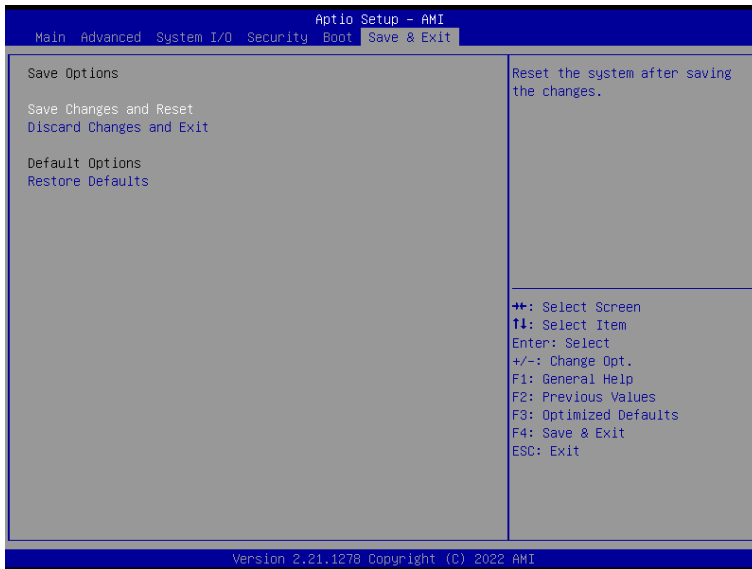 Aptio Setup – AMI
Main Advanced System I/O Security Boot Save & Exit
Save Options
Save Changes and Reset
Discard Changes and Exit
Default Options
Restore Defaults
Reset the system after saving
the changes.
→←: Select Screen
↑↓: Select Item
Enter: Select
+/-: Change Opt.
F1: General Help
F2: Previous Values
F3: Optimized Defaults
F4: Save & Exit
ESC: Exit
Version 2.21.1278 Copyright (C) 2022 AMI